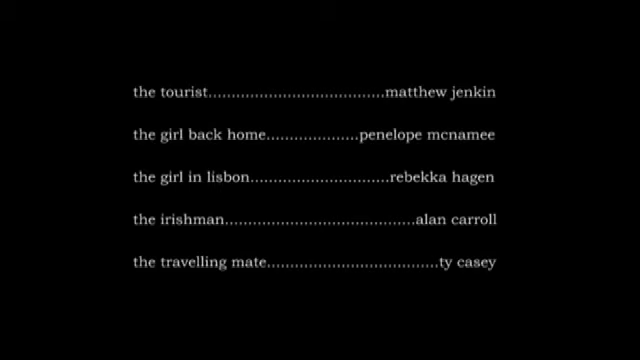 the tourist......................................matthew jenkin
the girl back home....................penelope mcnamee
the girl in lisbon..............................rebekka hagen
the irishman.........................................alan carroll
the travelling mate.....................................ty casey